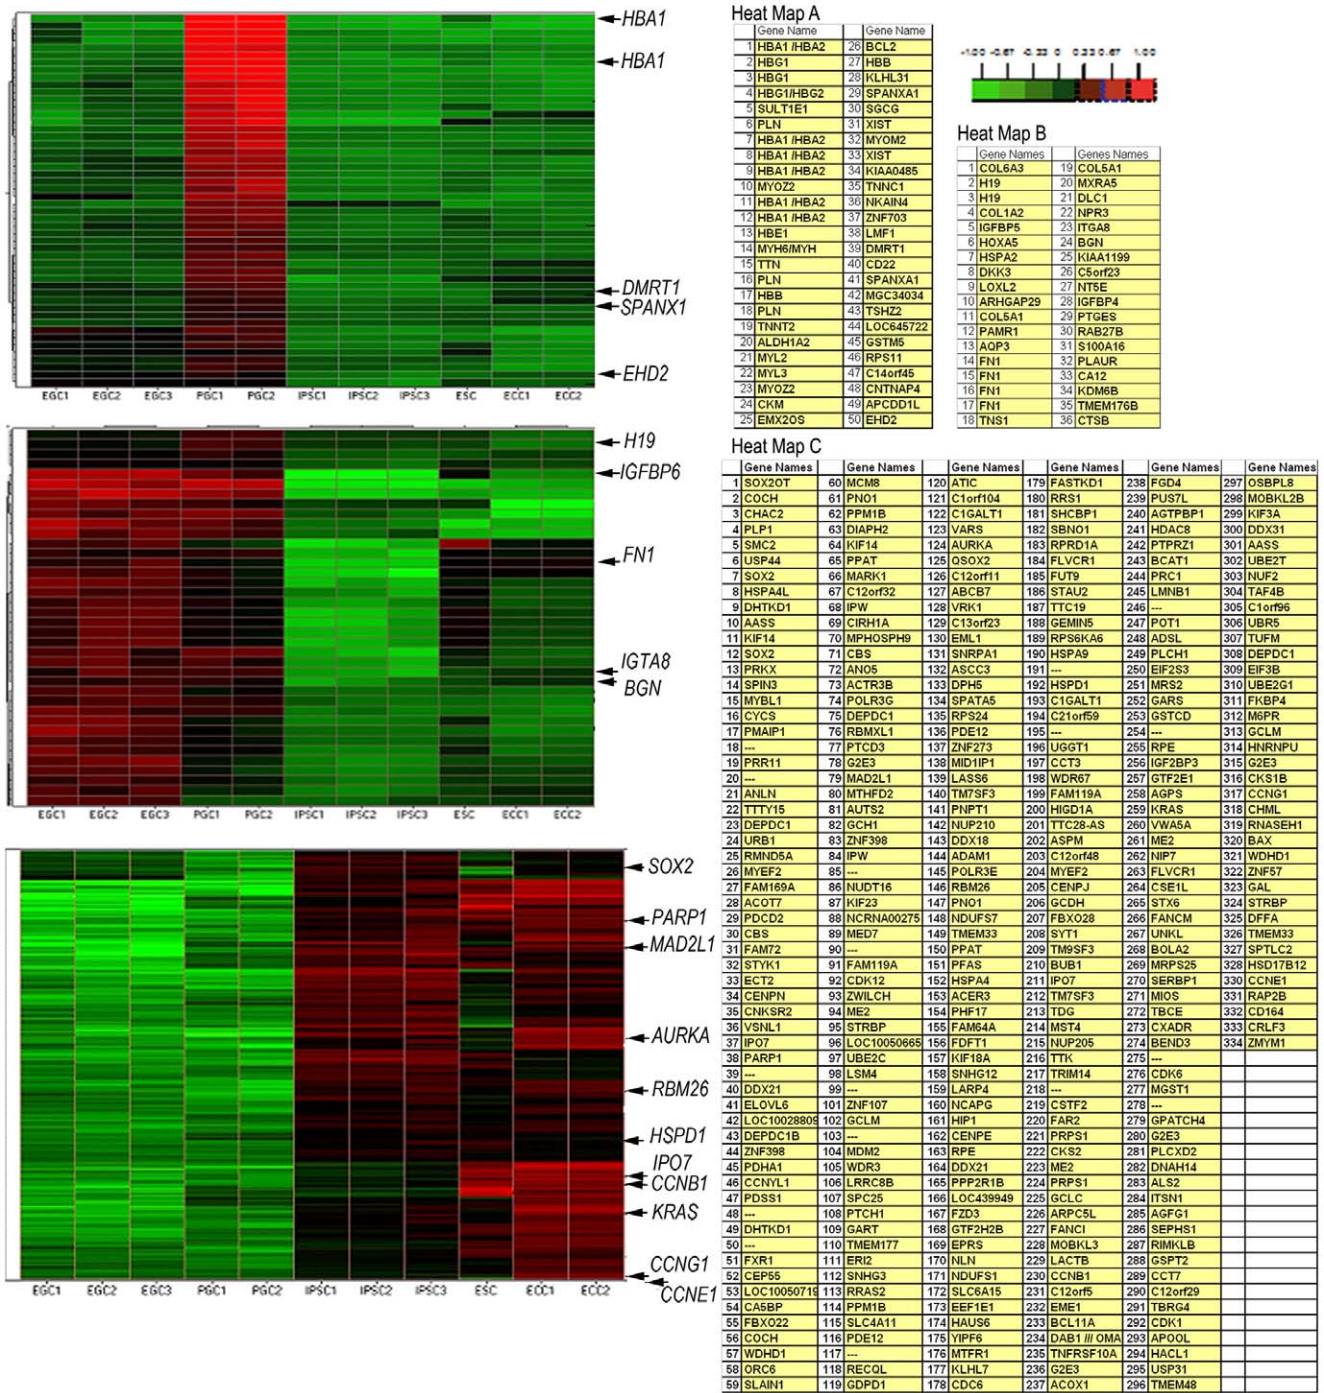 HBA1
HBA1
DMRT1
SPANX1
EHD2
EGC1 EGC2 EGC3 PGC1 PGC2 IPSC1 IPSC2 IPSC3 ESC ECC1 ECC2
H19
IGFBP6
FN1
IGTA8
BGN
EGC1 EGC2 EGC3 PGC1 PGC2 IPSC1 IPSC2 IPSC3 ESC ECC1 ECC2
SOX2
PARP1
MAD2L1
AURKA
RBM26
HSPD1
IPO7
CCNB1
KRAS
CCNG1
CCNE1
EGC1 EGC2 EGC3 PGC1 PGC2 IPSC1 IPSC2 IPSC3 ESC ECC1 ECC2
Heat Map A
Gene Name Gene Name
1 HBA1 /HBA2 26 BCL2
2 HBG1 27 HBB
3 HBG1 28 KLHL31
4 HBG1/HBG2 29 SPANXA1
5 SULT1E1 30 SGCG
6 PLN 31 XIST
7 HBA1 /HBA2 32 MYOM2
8 HBA1 /HBA2 33 XIST
9 HBA1 /HBA2 34 KIAA0485
10 MYOZ2 35 TNNC1
11 HBA1 /HBA2 36 NKAIN4
12 HBA1 /HBA2 37 ZNF703
13 HBE1 38 LMF1
14 MYH6/MYH 39 DMRT1
15 TTN 40 CD22
16 PLN 41 SPANXA1
17 HBB 42 MGC34034
18 PLN 43 TSHZ2
19 TNNT2 44 LOC645722
20 ALDH1A2 45 GSTM5
21 MYL2 46 RPS11
22 MYL3 47 C14orf45
23 MYOZ2 48 CNTNAP4
24 CKM 49 APCDD1L
25 EMX2OS 50 EHD2
-1.00 -0.67 -0.33 0 0.33 0.67 1.00
Heat Map B
Gene Names Genes Names
1 COL6A3 19 COL5A1
2 H19 20 MXRA5
3 H19 21 DLC1
4 COL1A2 22 NPR3
5 IGFBP5 23 ITGA8
6 HOXA5 24 BGN
7 HSPA2 25 KIAA1199
8 DKK3 26 C5orf23
9 LOXL2 27 NT5E
10 ARHGAP29 28 IGFBP4
11 COL5A1 29 PTGES
12 PAMR1 30 RAB27B
13 AQP3 31 S100A16
14 FN1 32 PLAUR
15 FN1 33 CA12
16 FN1 34 KDM6B
17 FN1 35 TMEM176B
18 TNS1 36 CTSB
Heat Map C
Gene Names Gene Names Gene Names Gene Names Gene Names Gene Names
1 SOX2OT 60 MCM8 120 ATIC 179 FASTKD1 238 FGD4 297 OSBPL8
2 COCH 61 PNO1 121 C1orf104 180 RRS1 239 PUS7L 298 MOBKL2B
3 CHAC2 62 PPM1B 122 C1GALT1 181 SHCBP1 240 AGTPBP1 299 KIF3A
4 PLP1 63 DIAPH2 123 VARS 182 SBNO1 241 HDAC8 300 DDX31
5 SMC2 64 KIF14 124 AURKA 183 RPRD1A 242 PTPRZ1 301 AASS
6 USP44 65 PPAT 125 QSOX2 184 FLVCR1 243 BCAT1 302 UBE2T
7 SOX2 66 MARK1 126 C12orf11 185 FUT9 244 PRC1 303 NUF2
8 HSPA4L 67 C12orf32 127 ABCB7 186 STAU2 245 LMNB1 304 TAF4B
9 DHTKD1 68 IPW 128 VRK1 187 TTC19 246 --- 305 C1orf96
10 AASS 69 CIRH1A 129 C13orf23 188 GEMIN5 247 POT1 306 UBR5
11 KIF14 70 MPHOSPH9 130 EML1 189 RPS6KA6 248 ADSL 307 TUFM
12 SOX2 71 CBS 131 SNRPA1 190 HSPA9 249 PLCH1 308 DEPDC1
13 PRKX 72 ANO5 132 ASCC3 191 --- 250 EIF2S3 309 EIF3B
14 SPIN3 73 ACTR3B 133 DPH5 192 HSPD1 251 MRS2 310 UBE2G1
15 MYBL1 74 POLR3G 134 SPATA5 193 C1GALT1 252 GARS 311 FKBP4
16 CYCS 75 DEPDC1 135 RPS24 194 C21orf59 253 GSTCD 312 M6PR
17 PMAIP1 76 RBMXL1 136 PDE12 195 --- 254 --- 313 GCLM
18 --- 77 PTCD3 137 ZNF273 196 UGGT1 255 RPE 314 HNRNPU
19 PRR11 78 G2E3 138 MID1IP1 197 CCT3 256 IGF2BP3 315 G2E3
20 --- 79 MAD2L1 139 LASS6 198 WDR67 257 GTF2E1 316 CKS1B
21 ANLN 80 MTHFD2 140 TM7SF3 199 FAM119A 258 AGPS 317 CCNG1
22 TTTY15 81 AUTS2 141 PNPT1 200 HIGD1A 259 KRAS 318 CHML
23 DEPDC1 82 GCH1 142 NUP210 201 TTC28-AS 260 VWA5A 319 RNASEH1
24 URB1 83 ZNF398 143 DDX18 202 ASPM 261 ME2 320 BAX
25 RMND5A 84 IPW 144 ADAM1 203 C12orf48 262 NIP7 321 WDHD1
26 MYEF2 85 --- 145 POLR3E 204 MYEF2 263 FLVCR1 322 ZNF57
27 FAM169A 86 NUDT16 146 RBM26 205 CENPJ 264 CSE1L 323 GAL
28 ACOT7 87 KIF23 147 PNO1 206 GCDH 265 STX6 324 STRBP
29 PDCD2 88 NCRNA00275 148 NDUFS7 207 FBXO28 266 FANCM 325 DFFA
30 CBS 89 MED7 149 TMEM33 208 SYT1 267 UNKL 326 TMEM33
31 FAM72 90 --- 150 PPAT 209 TM9SF3 268 BOLA2 327 SPTLC2
32 STYK1 91 FAM119A 151 PFAS 210 BUB1 269 MRPS25 328 HSD17B12
33 ECT2 92 CDK12 152 HSPA4 211 IPO7 270 SERBP1 330 CCNE1
34 CENPN 93 ZWILCH 153 ACER3 212 TM7SF3 271 MIOS 331 RAP2B
35 CNKSR2 94 ME2 154 PHF17 213 TDG 272 TBCE 332 CD164
36 VSNL1 95 STRBP 155 FAM64A 214 MST4 273 CXADR 333 CRLF3
37 IPO7 96 LOC10050665 156 FDFT1 215 NUP205 274 BEND3 334 ZMYM1
38 PARP1 97 UBE2C 157 KIF18A 216 TTK 275 ---
39 --- 98 LSM4 158 SNHG12 217 TRIM14 276 CDK6
40 DDX21 99 --- 159 LARP4 218 --- 277 MGST1
41 ELOVL6 101 ZNF107 160 NCAPG 219 CSTF2 278 ---
42 LOC10028809 102 GCLM 161 HIP1 220 FAR2 279 GPATCH4
43 DEPDC1B 103 --- 162 CENPE 221 PRPS1 280 G2E3
44 ZNF398 104 MDM2 163 RPE 222 CKS2 281 PLCXD2
45 PDHA1 105 WDR3 164 DDX21 223 ME2 282 DNAH14
46 CCNYL1 106 LRRC8B 165 PPP2R1B 224 PRPS1 283 ALS2
47 PDSS1 107 SPC25 166 LOC439949 225 GCLC 284 ITSN1
48 --- 108 PTCH1 167 FZD3 226 ARPC5L 285 AGFG1
49 DHTKD1 109 GART 168 GTF2H2B 227 FANCI 286 SEPHS1
50 --- 110 TMEM177 169 EPRS 228 MOBKL3 287 RIMKLB
51 FXR1 111 ERI2 170 NLN 229 LACTB 288 GSPT2
52 CEP55 112 SNHG3 171 NDUFS1 230 CCNB1 289 CCT7
53 LOC10050719 113 RRAS2 172 SLC6A15 231 C12orf5 290 C12orf29
54 CA5BP 114 PPM1B 173 EEF1E1 232 EME1 291 TBRG4
55 FBXO22 115 SLC4A11 174 HAUS6 233 BCL11A 292 CDK1
56 COCH 116 PDE12 175 YIPF6 234 DAB1 /// OMA 293 APOOL
57 WDHD1 117 --- 176 MTFR1 235 TNFRSF10A 294 HACL1
58 ORC6 118 RECQL 177 KLHL7 236 G2E3 295 USP31
59 SLAIN1 119 GDPD1 178 CDC6 237 ACOX1 296 TMEM48